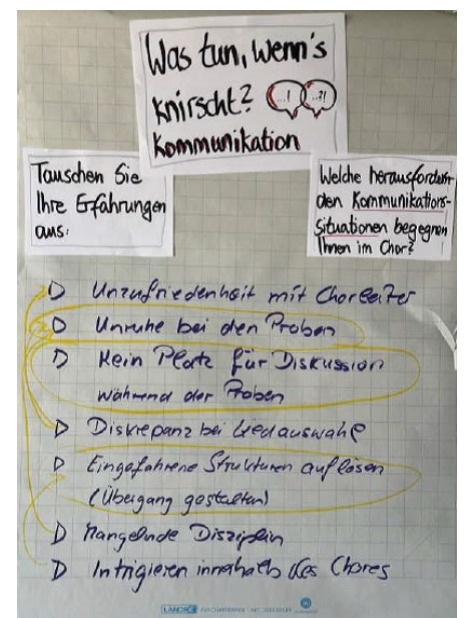 Was tun, wenn's
knirscht? ...! ...?!
Kommunikation
Tauschen Sie
Ihre Erfahrungen
aus:
Welche herausfordern-
den Kommunikations-
Situationen begegnen
Ihnen im Chor?
Unzufriedenheit mit Chorleiter
Unruhe bei den Proben
Kein Platz für Diskussion
während der Proben
Diskrepanz bei Liedauswahl
Eingefahrene Strukturen auflösen
(Übergang gestalten)
Mangelnde Disziplin
Intrigieren innerhalb des Chores